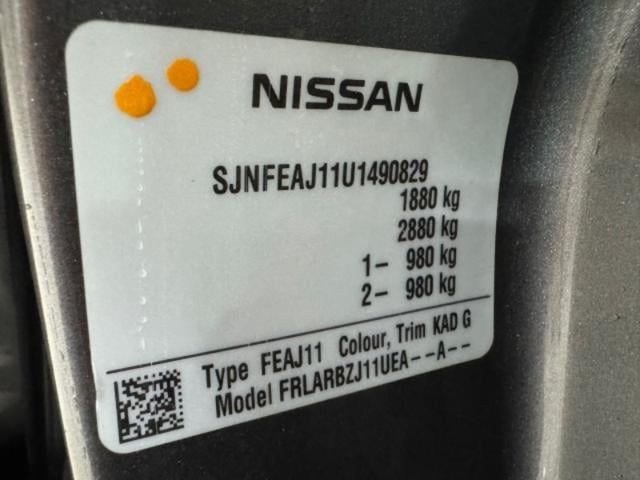 NISSAN
SJNFEAJ11U1490829
1880 kg
2880 kg
1- 980 kg
2- 980 kg
Type FEAJ11 Colour, Trim KAD G
Model FRLARBZJ11UEA--A--